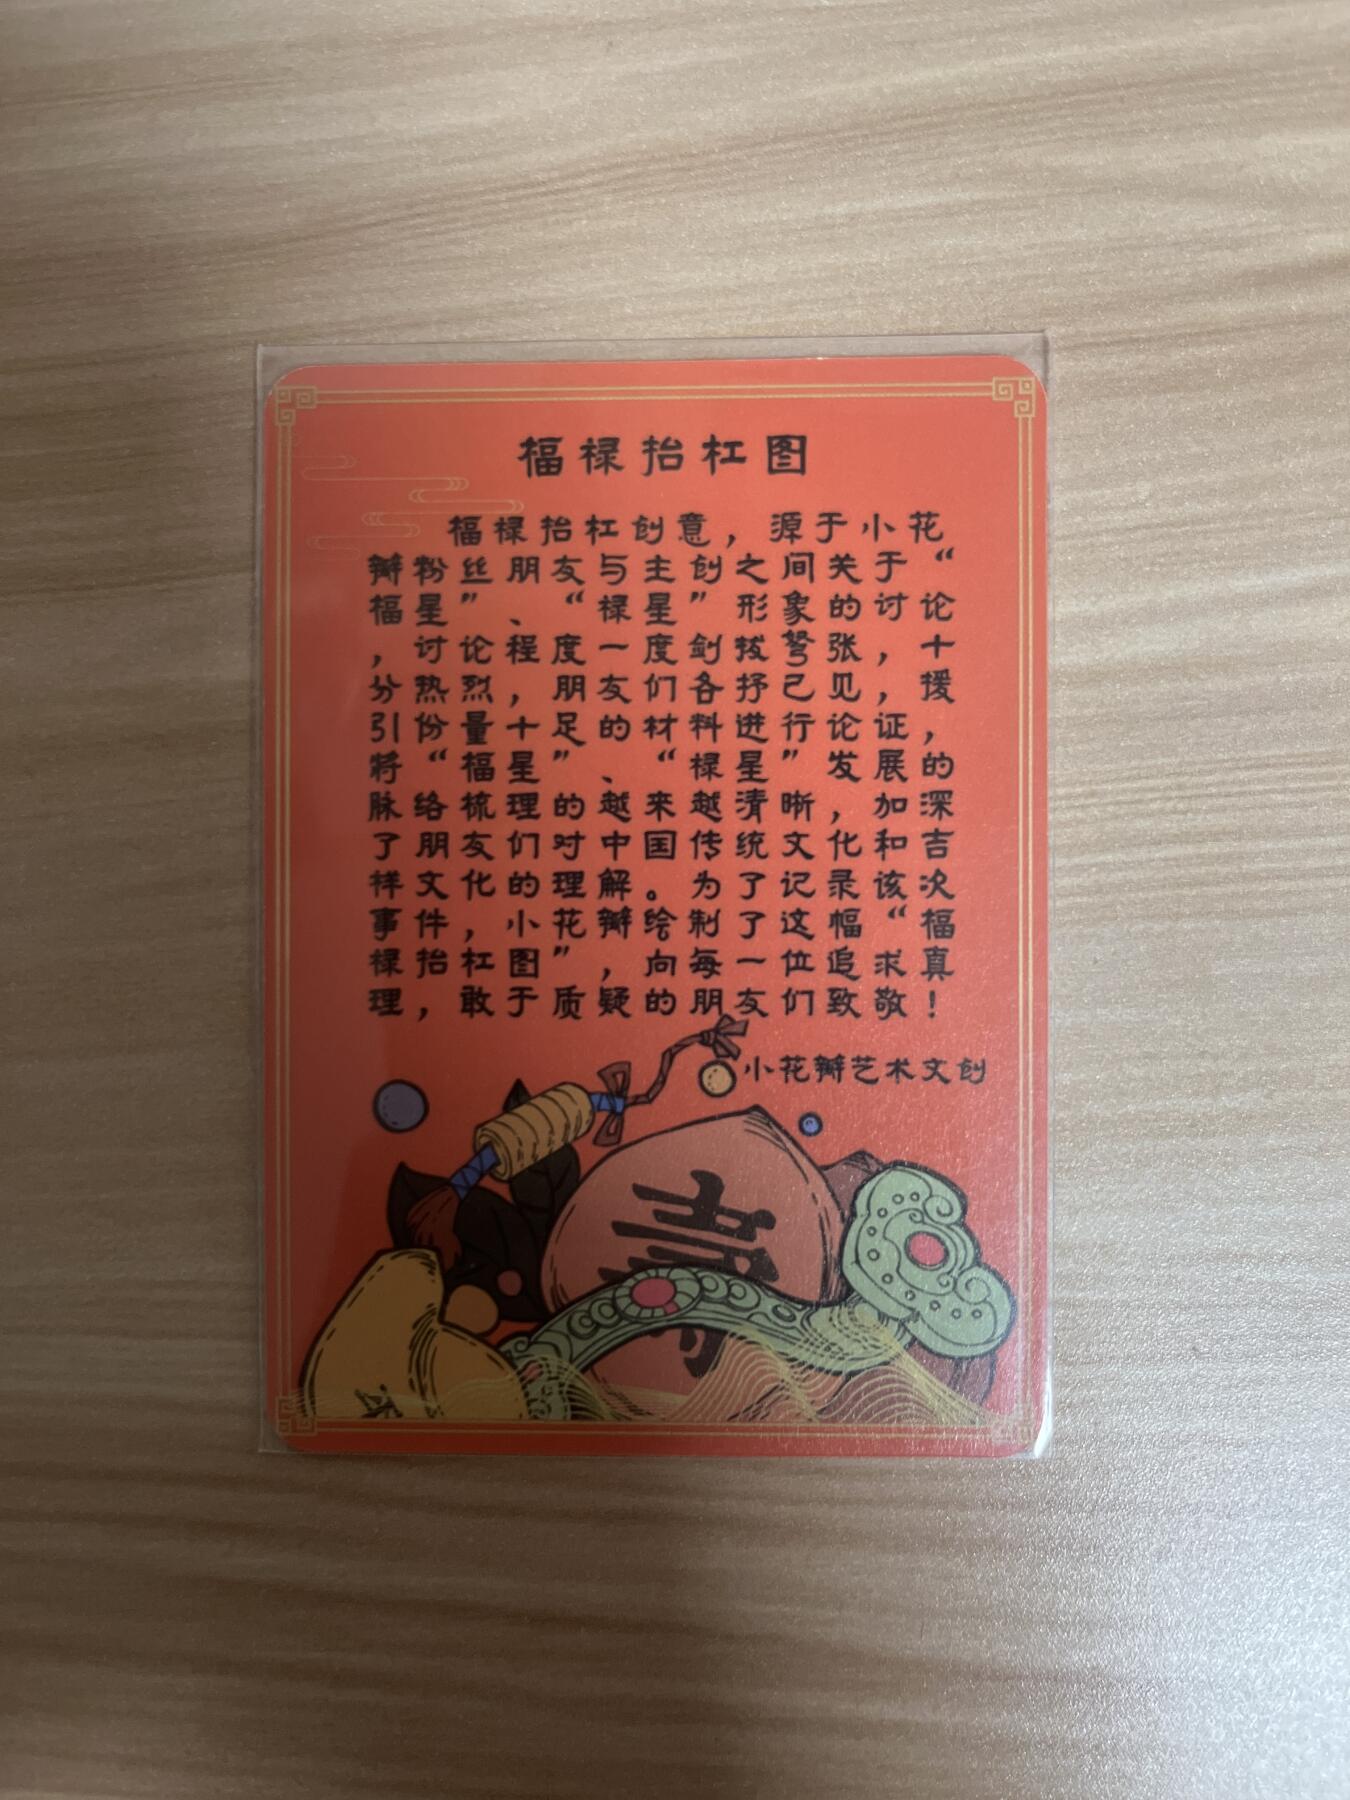 福禄抬杠图
福禄抬杠创意，源于小花
瓣粉丝朋友与主创之间关于“
福星”、“禄星”形象的讨论
，讨论程度一度剑拔弩张，十
分热烈，朋友们各抒己见，援
引份量十足的材料进行论证，
将“福星”、“禄星”发展的
脉络梳理的越来越清晰，加深
了朋友们对中国传统文化和吉
祥文化的理解。为了记录该次
事件，小花瓣绘制了这幅“福
禄抬杠图”，向每一位追求真
理，敢于质疑的朋友们致敬！
小花瓣艺术文创
寿